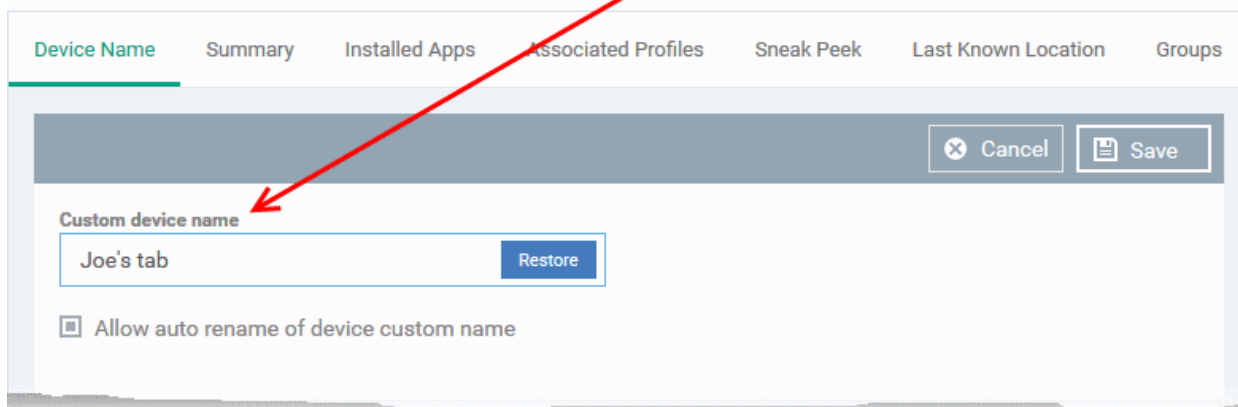 Device Name Summary Installed Apps Associated Profiles Sneak Peek Last Known Location Groups
Cancel Save
Custom device name
Joe's tab Restore
Allow auto rename of device custom name